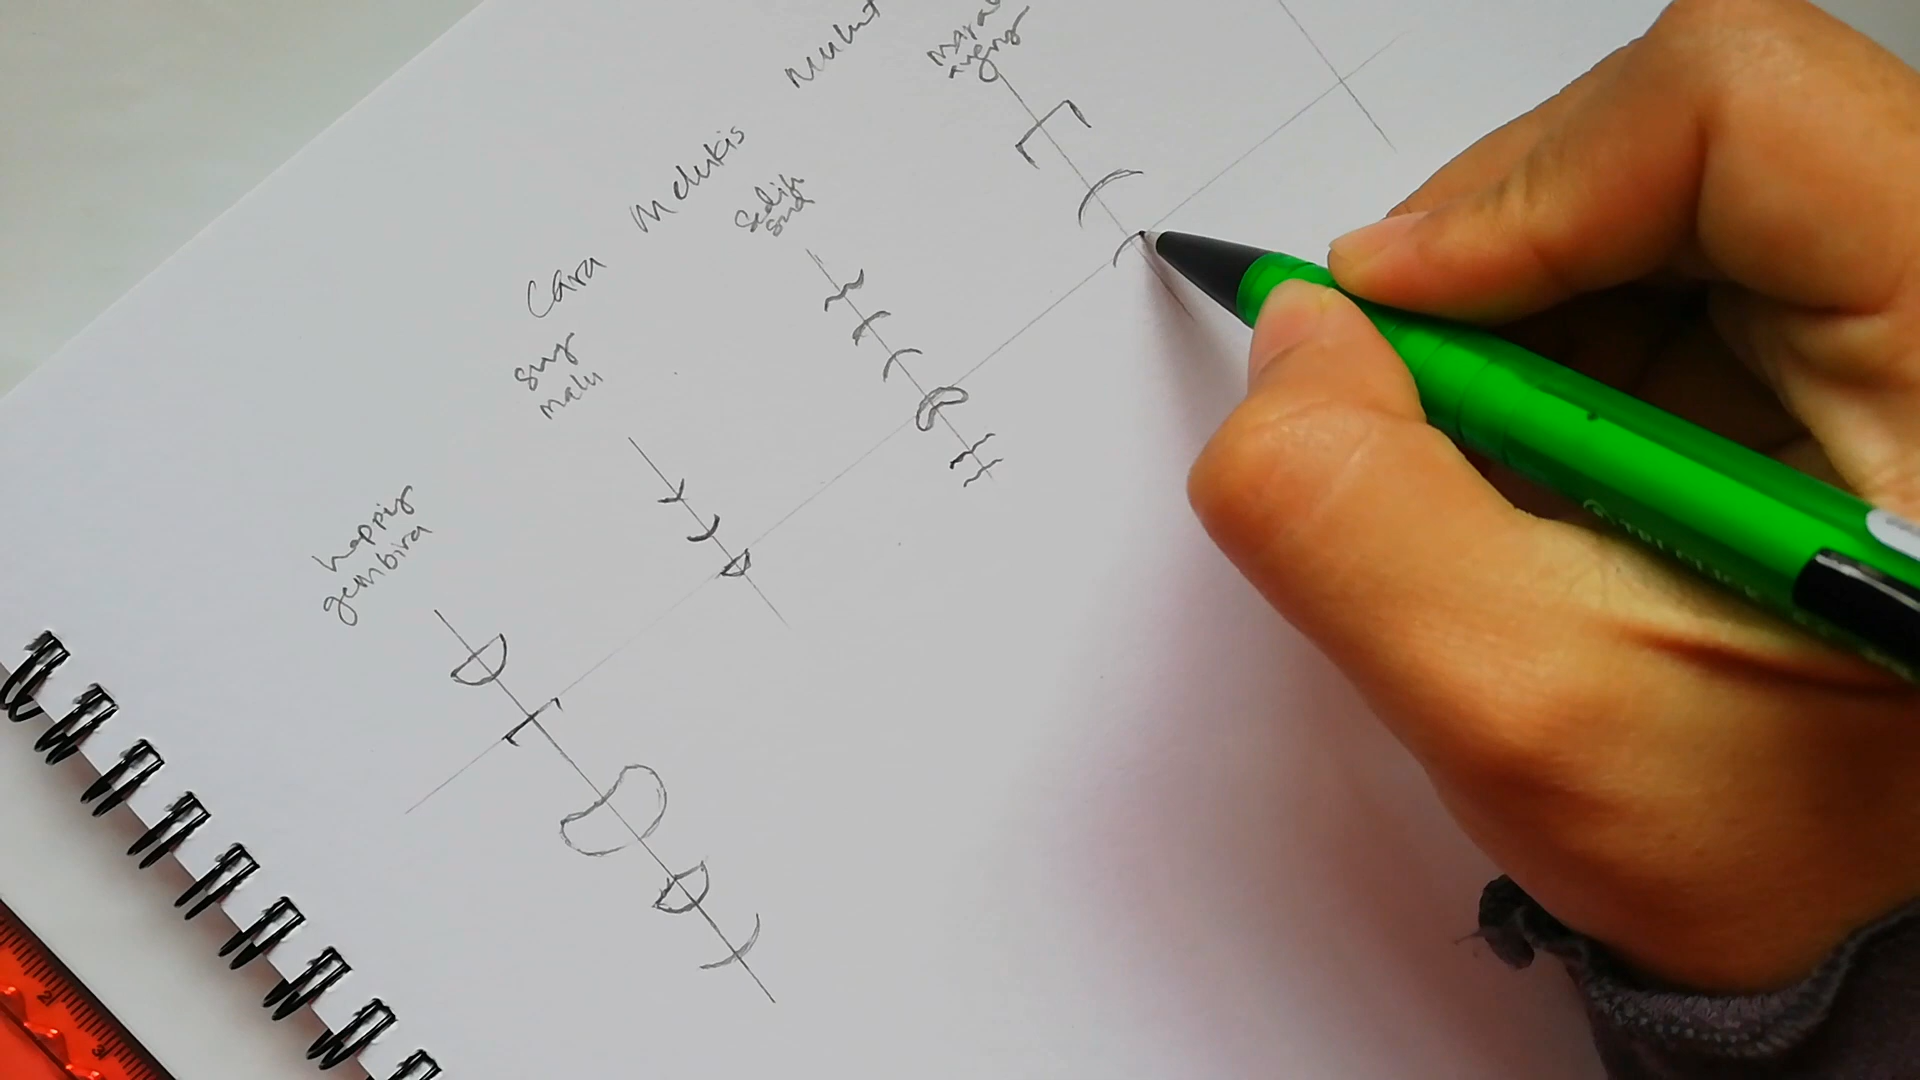 Cara Melukis Mulut
happy
gembira
shy
malu
sedih
sad
marah
angry